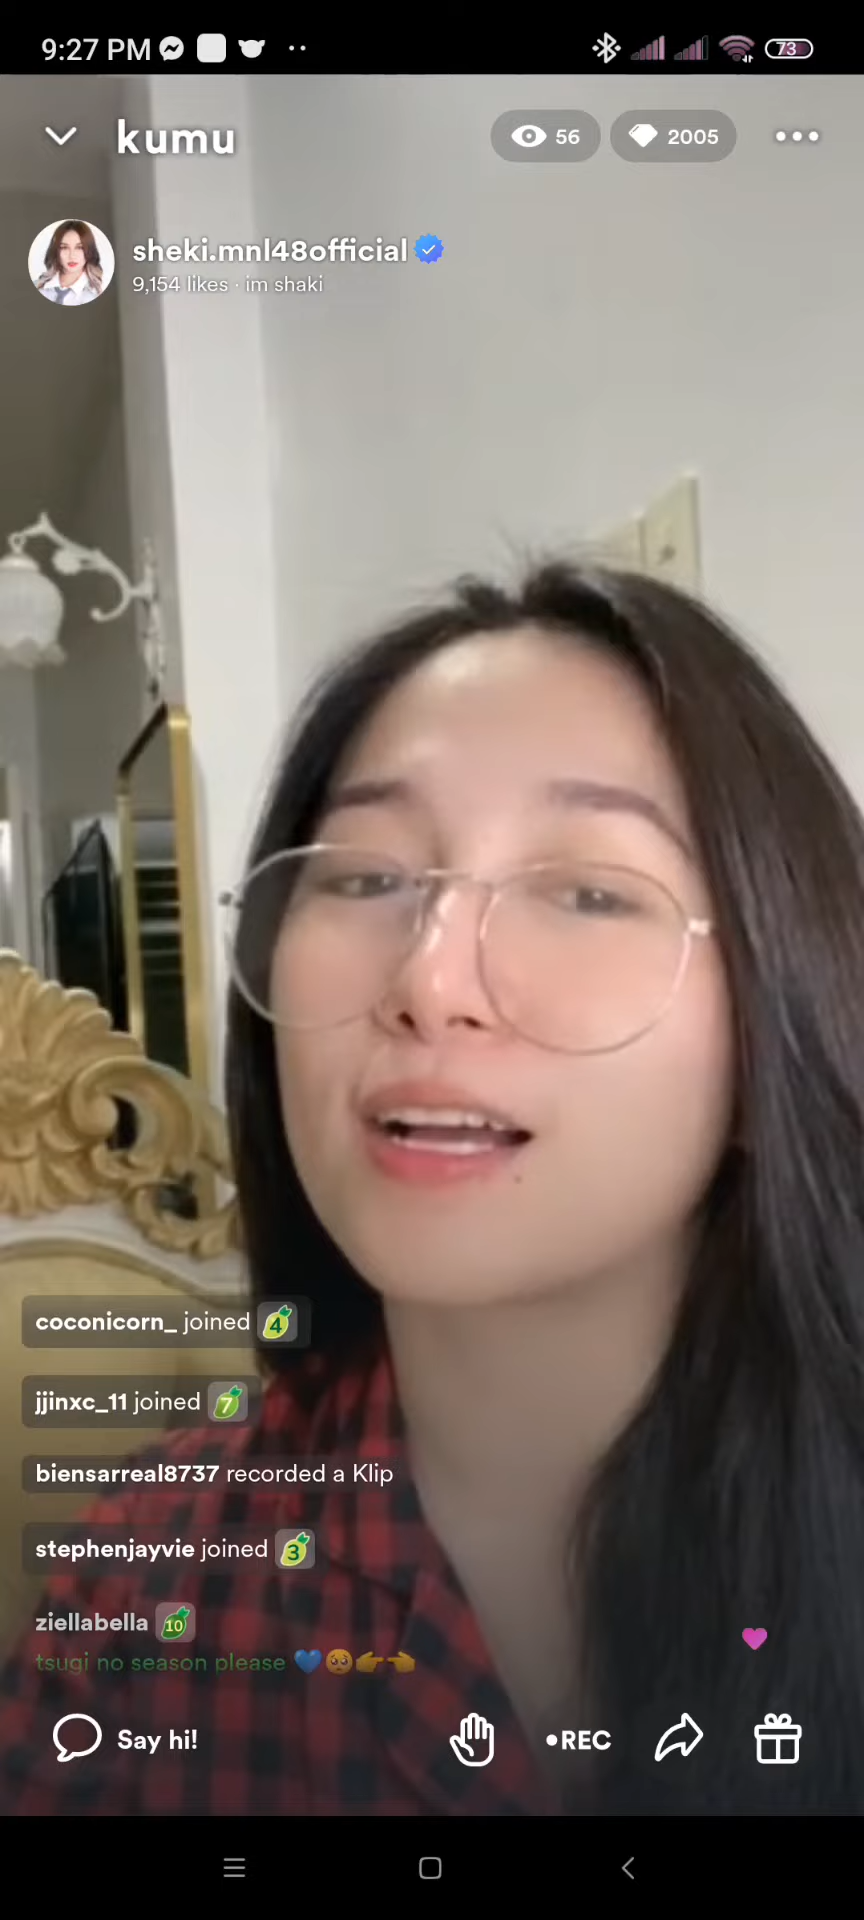 9:27 PM
73
kumu
56
2005
sheki.mnl48official
9,154 likes · im shaki
coconicorn_ joined 4
jjinxc_11 joined 7
biensarreal8737 recorded a Klip
stephenjayvie joined 3
ziellabella 10
tsugi no season please 💙🥺👉👈
Say hi!
•REC